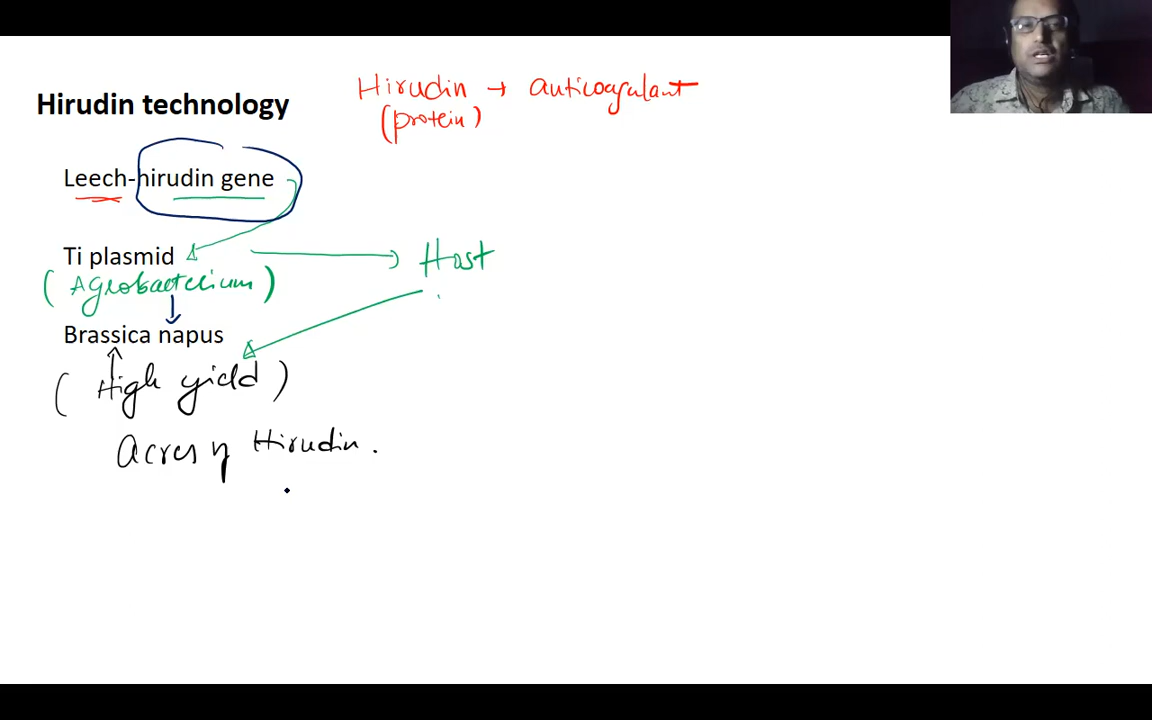 Hirudin technology
Hirudin → anticoagulant
(protein)
Leech-hirudin gene
Ti plasmid → Host
(Agrobacterium)
Brassica napus
(High yield)
Acres of Hirudin.